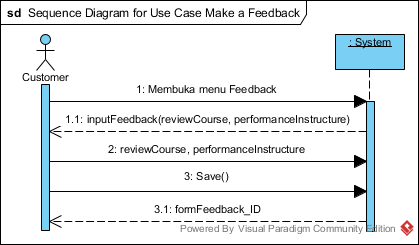 sd Sequence Diagram for Use Case Make a Feedback
Customer
: System
1: Membuka menu Feedback
1.1: inputFeedback(reviewCourse, performanceInstructure)
2: reviewCourse, performanceInstructure
3: Save()
3.1: formFeedback_ID
Powered By Visual Paradigm Community Edition